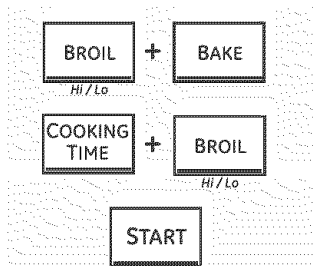 BROIL + BAKE
Hi / Lo
COOKING
TIME + BROIL
Hi / Lo
START